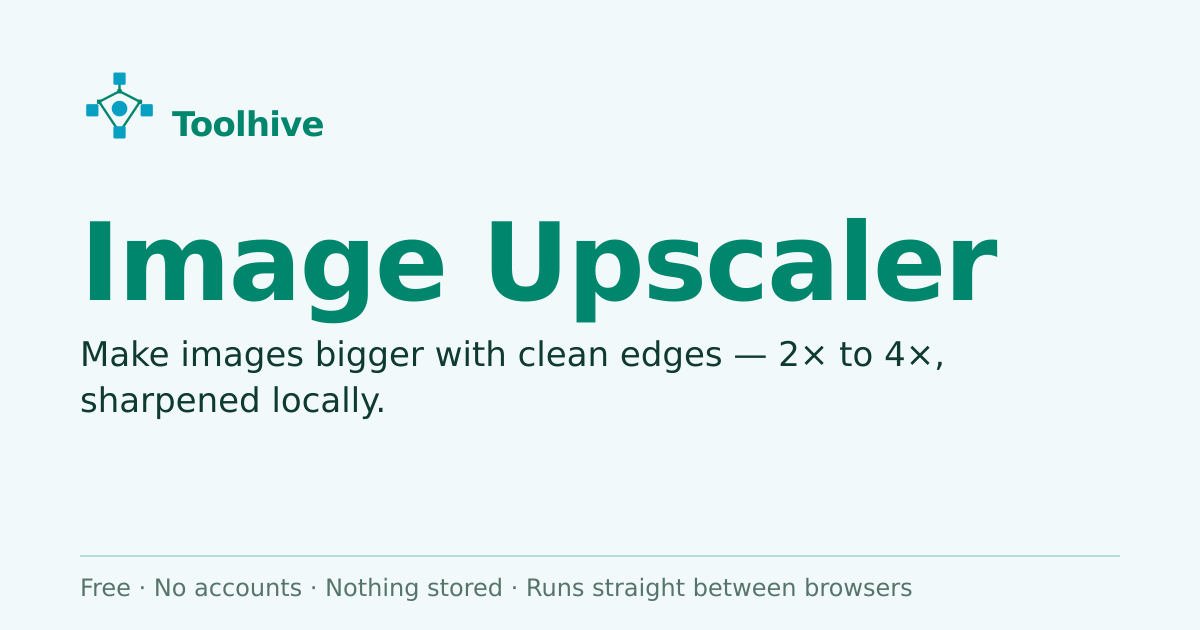 Toolhive
Image Upscaler
Make images bigger with clean edges — 2× to 4×,
sharpened locally.
Free · No accounts · Nothing stored · Runs straight between browsers